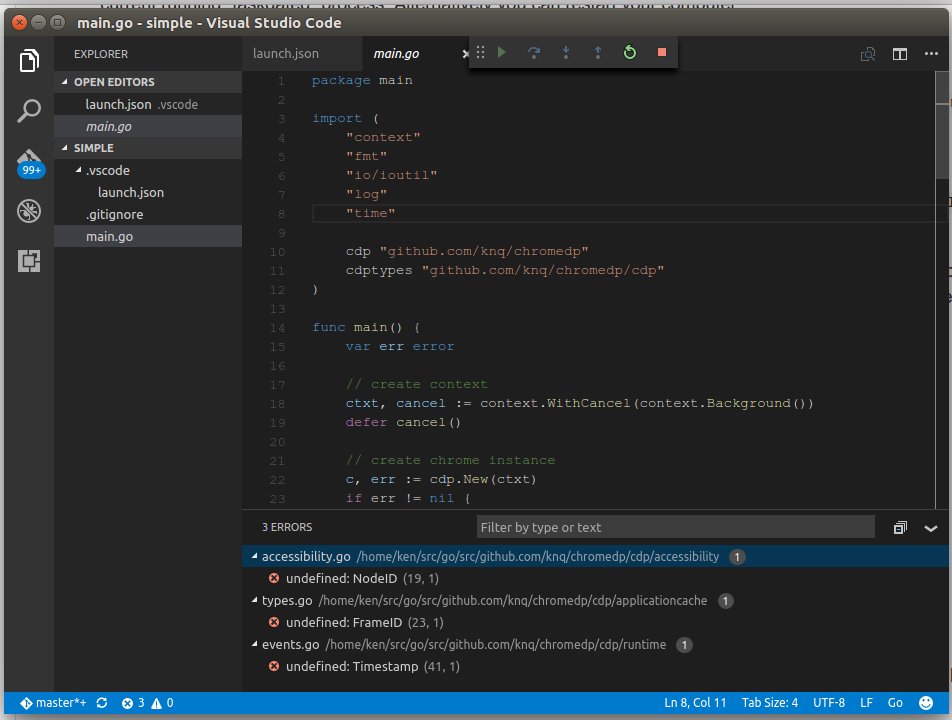 main.go - simple - Visual Studio Code
EXPLORER
OPEN EDITORS
launch.json .vscode
main.go
SIMPLE
.vscode
launch.json
.gitignore
main.go
99+
launch.json
main.go
1 package main
2
3 import (
4 "context"
5 "fmt"
6 "io/ioutil"
7 "log"
8 "time"
9
10 cdp "github.com/knq/chromedp"
11 cdptypes "github.com/knq/chromedp/cdp"
12 )
13
14 func main() {
15 var err error
16
17 // create context
18 ctxt, cancel := context.WithCancel(context.Background())
19 defer cancel()
20
21 // create chrome instance
22 c, err := cdp.New(ctxt)
23 if err != nil {
3 ERRORS
Filter by type or text
accessibility.go /home/ken/src/go/src/github.com/knq/chromedp/cdp/accessibility 1
undefined: NodeID (19, 1)
types.go /home/ken/src/go/src/github.com/knq/chromedp/cdp/applicationcache 1
undefined: FrameID (23, 1)
events.go /home/ken/src/go/src/github.com/knq/chromedp/cdp/runtime 1
undefined: Timestamp (41, 1)
master*+ 3 0 Ln 8, Col 11 Tab Size: 4 UTF-8 LF Go